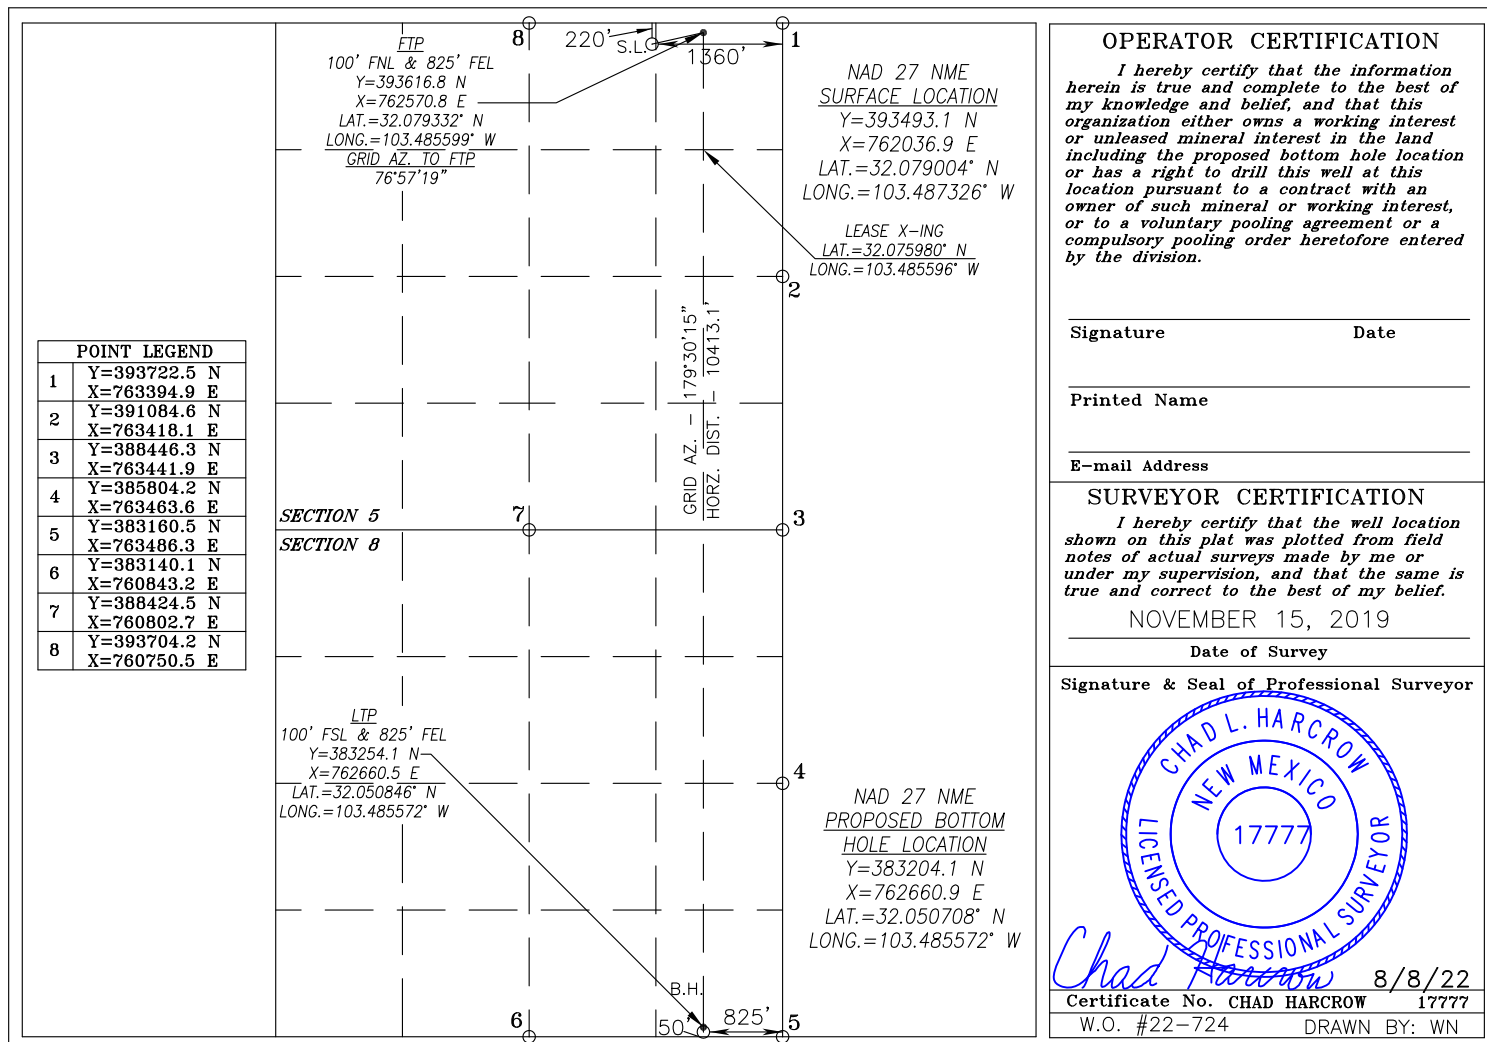 8
220'
S.L.
1360'
1
FTP
100' FNL & 825' FEL
Y=393616.8 N
X=762570.8 E
LAT.=32.079332° N
LONG.=103.485599° W
GRID AZ. TO FTP
76°57'19"
NAD 27 NME
SURFACE LOCATION
Y=393493.1 N
X=762036.9 E
LAT.=32.079004° N
LONG.=103.487326° W
LEASE X-ING
LAT.=32.075980° N
LONG.=103.485596° W
2
GRID AZ. - 179°30'15"
HORZ. DIST. - 10413.1'
POINT LEGEND
1 Y=393722.5 N
X=763394.9 E
2 Y=391084.6 N
X=763418.1 E
3 Y=388446.3 N
X=763441.9 E
4 Y=385804.2 N
X=763463.6 E
5 Y=383160.5 N
X=763486.3 E
6 Y=383140.1 N
X=760843.2 E
7 Y=388424.5 N
X=760802.7 E
8 Y=393704.2 N
X=760750.5 E
SECTION 5
7
3
SECTION 8
LTP
100' FSL & 825' FEL
Y=383254.1 N
X=762660.5 E
LAT.=32.050846° N
LONG.=103.485572° W
4
NAD 27 NME
PROPOSED BOTTOM
HOLE LOCATION
Y=383204.1 N
X=762660.9 E
LAT.=32.050708° N
LONG.=103.485572° W
B.H.
6
50'
825'
5
OPERATOR CERTIFICATION
I hereby certify that the information
herein is true and complete to the best of
my knowledge and belief, and that this
organization either owns a working interest
or unleased mineral interest in the land
including the proposed bottom hole location
or has a right to drill this well at this
location pursuant to a contract with an
owner of such mineral or working interest,
or to a voluntary pooling agreement or a
compulsory pooling order heretofore entered
by the division.
Signature Date
Printed Name
E-mail Address
SURVEYOR CERTIFICATION
I hereby certify that the well location
shown on this plat was plotted from field
notes of actual surveys made by me or
under my supervision, and that the same is
true and correct to the best of my belief.
NOVEMBER 15, 2019
Date of Survey
Signature & Seal of Professional Surveyor
CHAD L. HARCROW
NEW MEXICO
17777
LICENSED PROFESSIONAL SURVEYOR
Chad Harcrow 8/8/22
Certificate No. CHAD HARCROW 17777
W.O. #22-724 DRAWN BY: WN